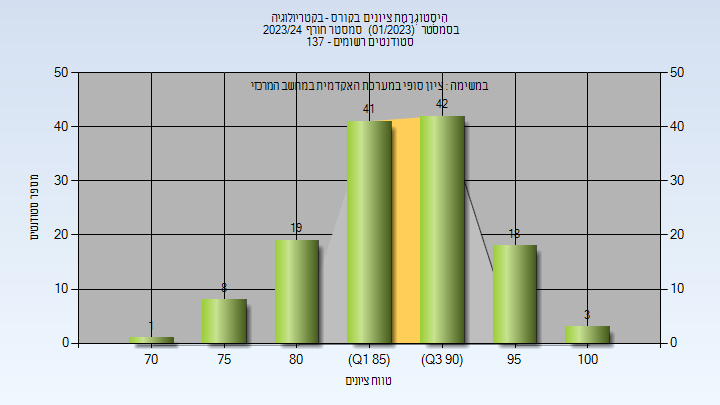 היסטוגרמת ציונים בקורס - בקטריולוגיה
בסמסטר (01/2023) סמסטר חורף 2023/24
סטודנטים רשומים - 137
במשימה : ציון סופי במערכת האקדמית במחשב המרכזי
50 50
40 40
30 30
20 20
10 10
0 0
1 8 19 41 42 18 3
70 75 80 (Q1 85) (Q3 90) 95 100
מספר סטודנטים
טווח ציונים